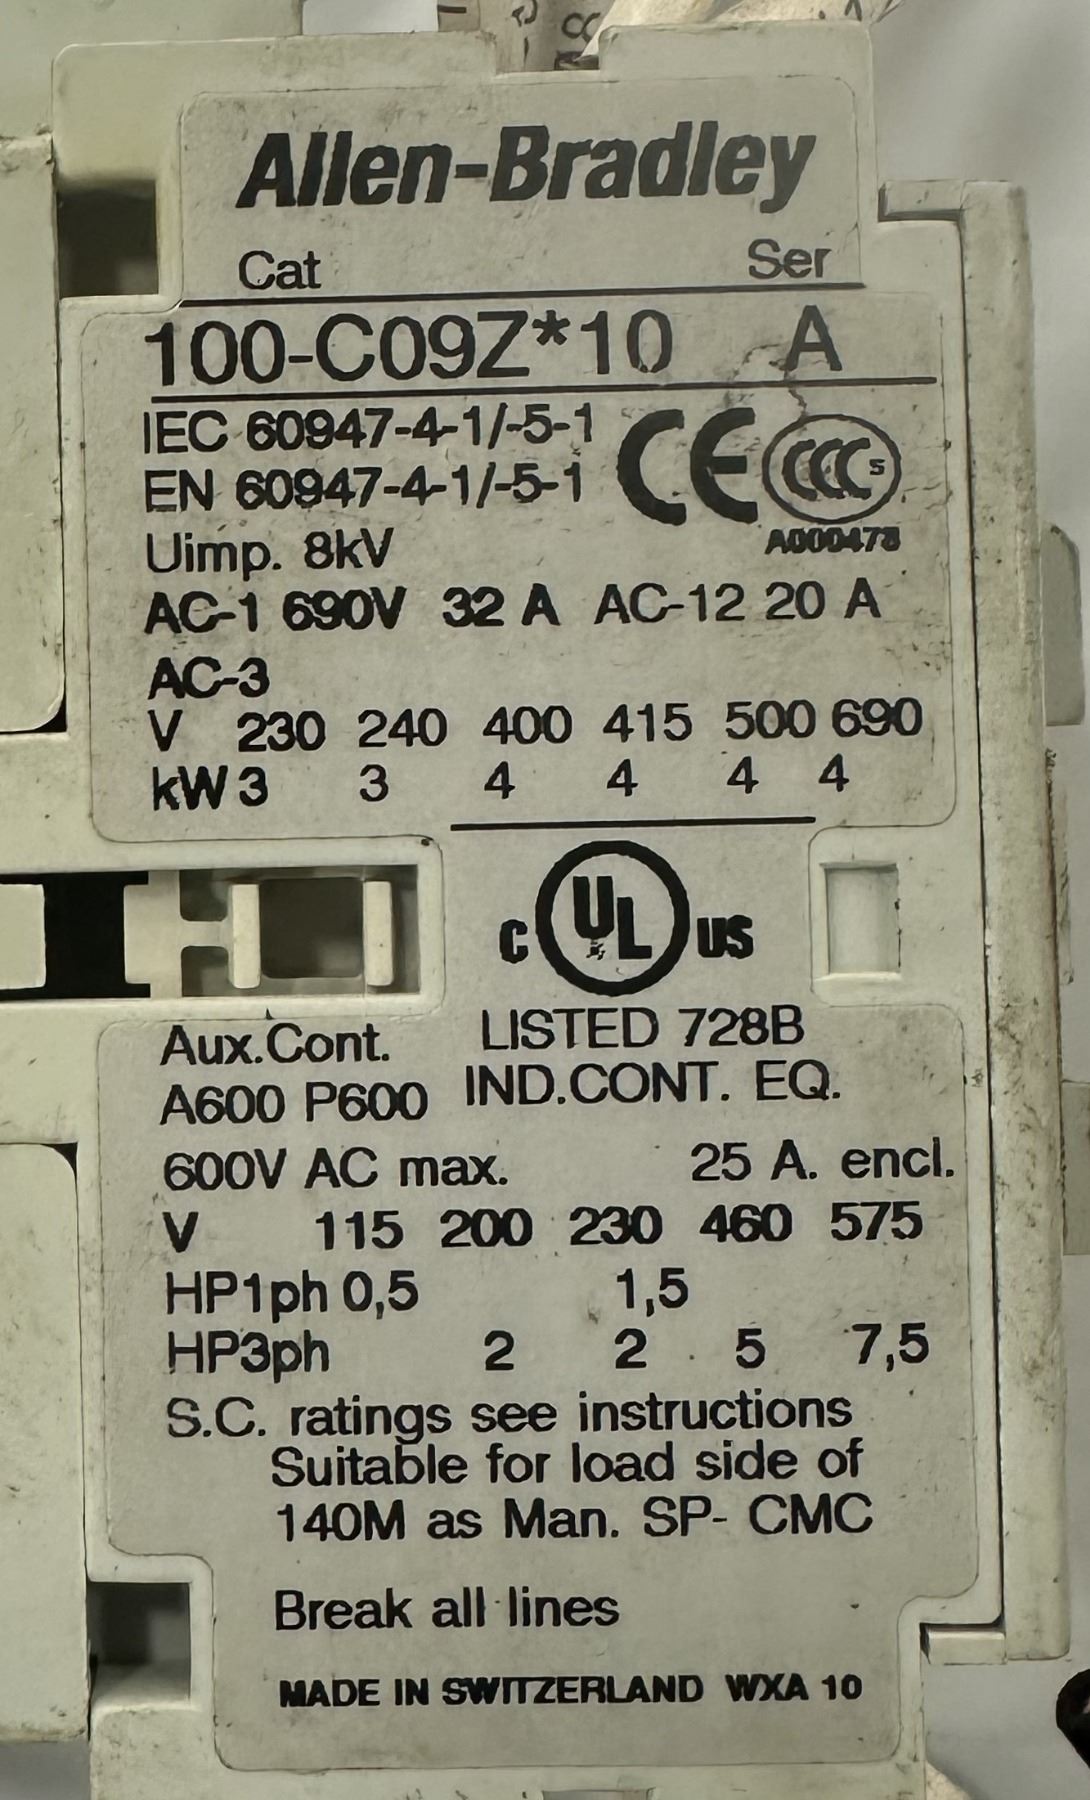 Allen-Bradley
Cat Ser
100-C09Z*10 A
IEC 60947-4-1/-5-1
EN 60947-4-1/-5-1
CE CCC S
A000478
Uimp. 8kV
AC-1 690V 32 A AC-12 20 A
AC-3
V 230 240 400 415 500 690
kW 3 3 4 4 4 4
C UL US
Aux.Cont. LISTED 728B
A600 P600 IND.CONT. EQ.
600V AC max. 25 A. encl.
V 115 200 230 460 575
HP1ph 0,5 1,5
HP3ph 2 2 5 7,5
S.C. ratings see instructions
Suitable for load side of
140M as Man. SP- CMC
Break all lines
MADE IN SWITZERLAND WXA 10